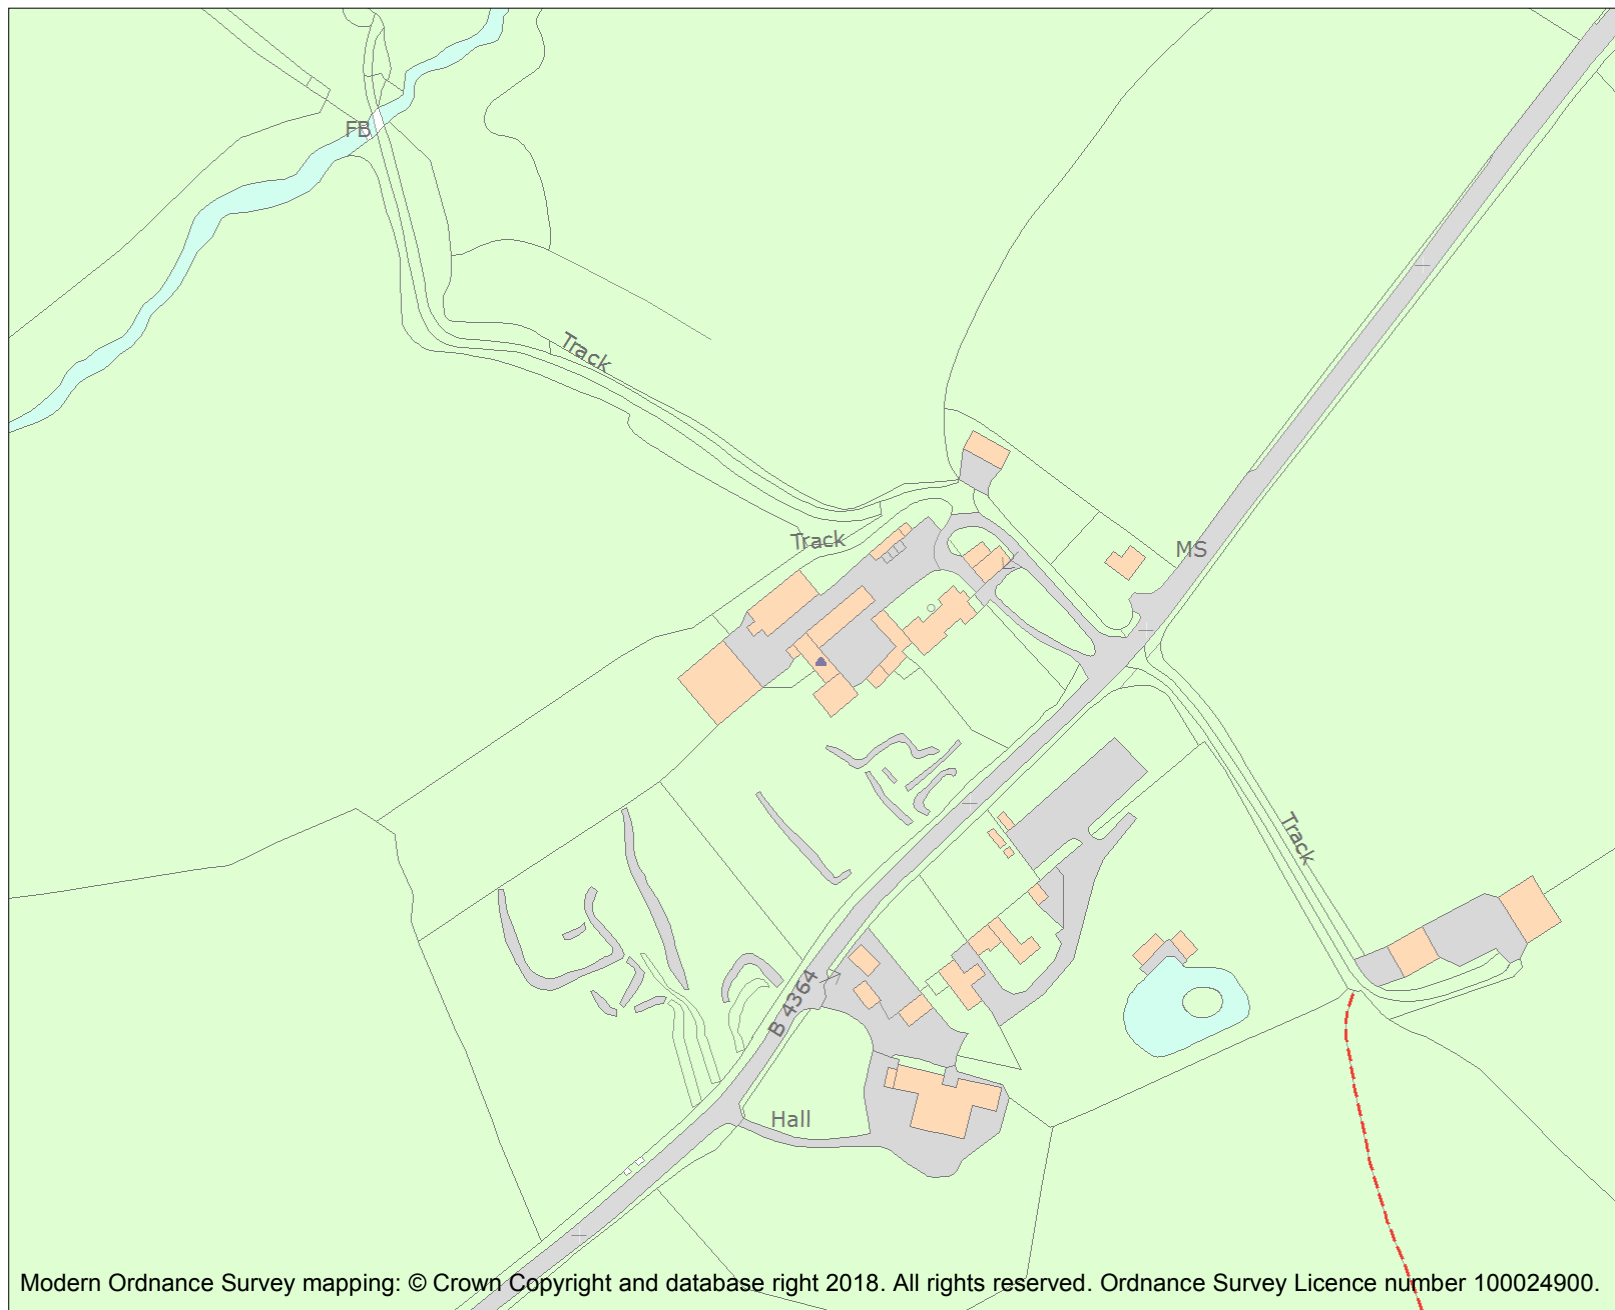 FB
Track
Track
MS
Track
B 4364
Hall
Modern Ordnance Survey mapping: © Crown Copyright and database right 2018. All rights reserved. Ordnance Survey Licence number 100024900.